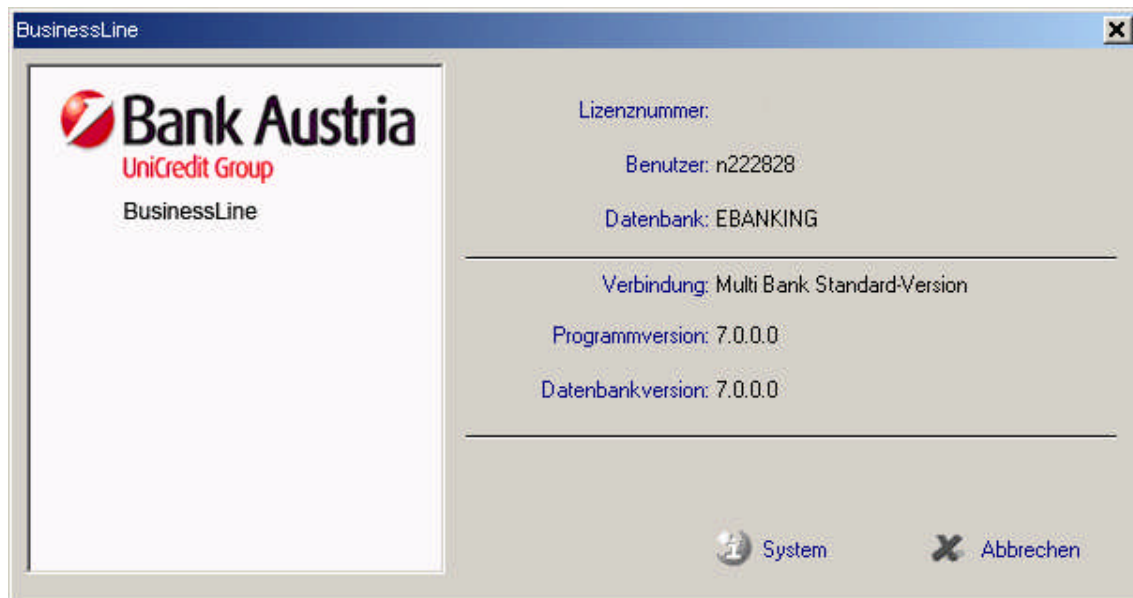 BusinessLine
Bank Austria
UniCredit Group
BusinessLine
Lizenznummer:
Benutzer: n222828
Datenbank: EBANKING
Verbindung: Multi Bank Standard-Version
Programmversion: 7.0.0.0
Datenbankversion: 7.0.0.0
System
Abbrechen